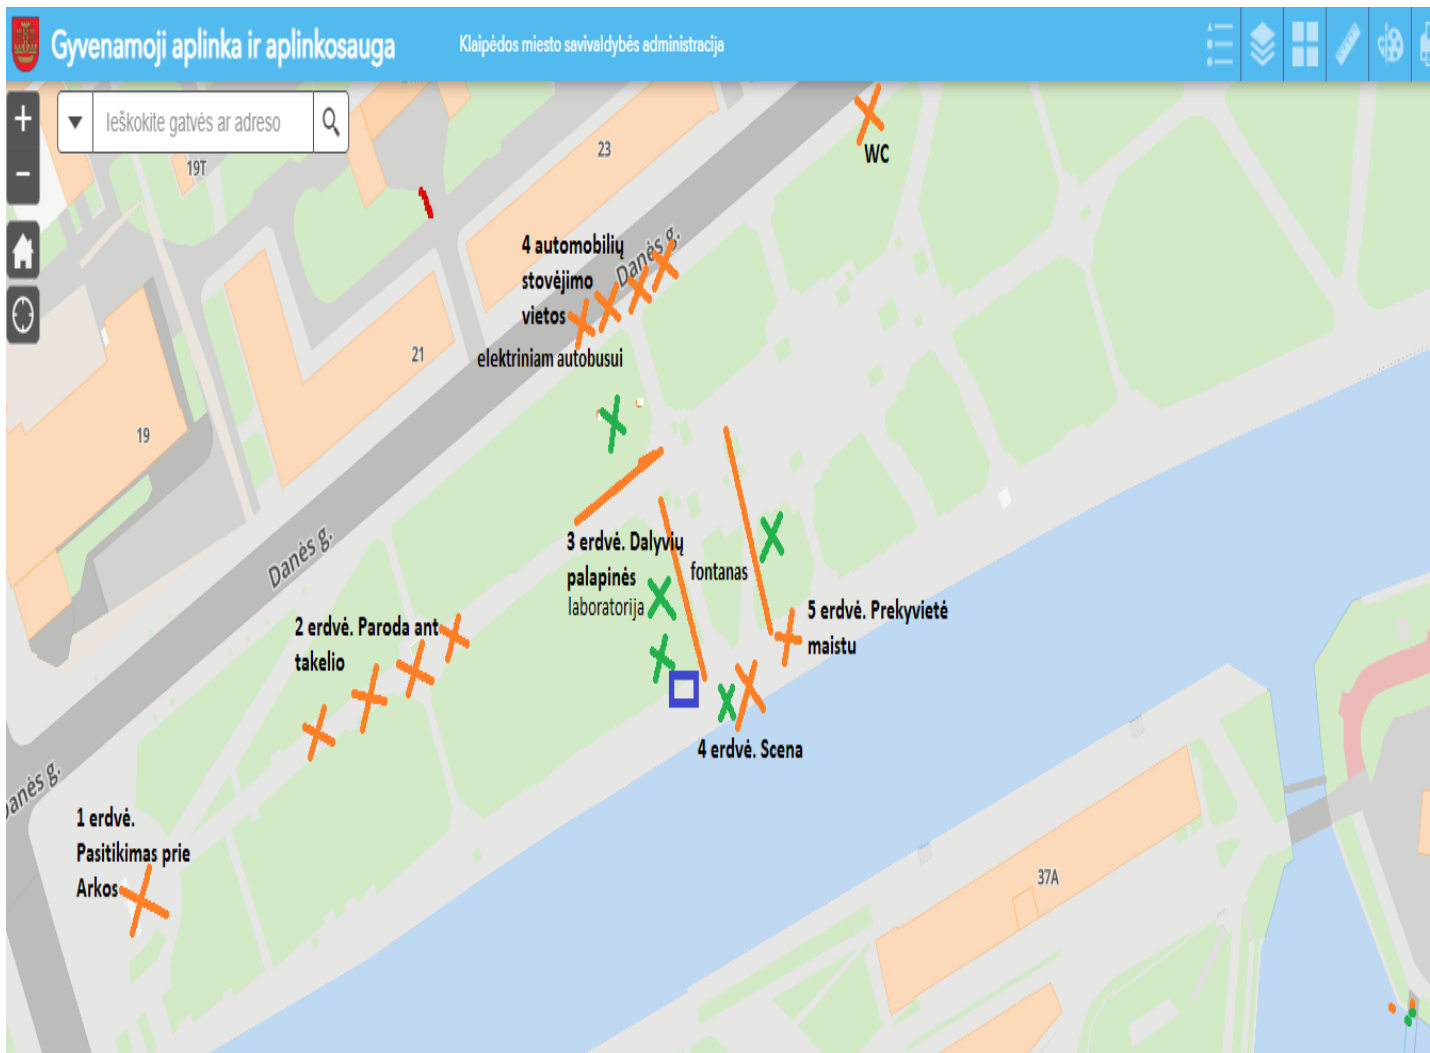 Gyvenamoji aplinka ir aplinkosauga
Klaipėdos miesto savivaldybės administracija
Ieškokite gatvės ar adreso
19T
23
WC
4 automobilių
stovėjimo
vietos
Danės g.
elektriniam autobusui
21
19
Danės g.
3 erdvė. Dalyvių
palapinės
laboratorija
fontanas
5 erdvė. Prekyvietė
maistu
2 erdvė. Paroda ant
takelio
4 erdvė. Scena
Danės g.
1 erdvė.
Pasitikimas prie
Arkos
37A